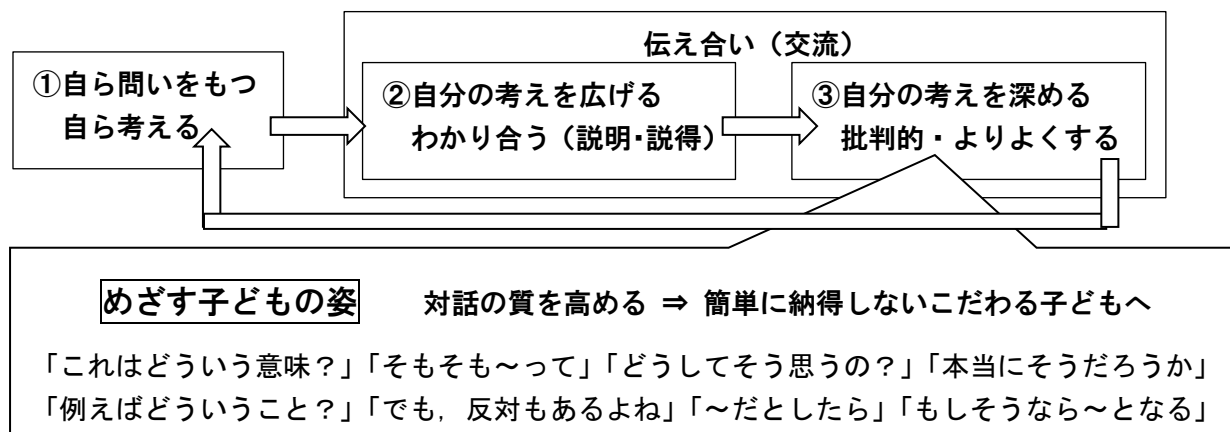 伝え合い（交流）
①自ら問いをもつ
自ら考える
②自分の考えを広げる
わかり合う（説明・説得）
③自分の考えを深める
批判的・よりよくする
めざす子どもの姿　対話の質を高める ⇒ 簡単に納得しないこだわる子どもへ
「これはどういう意味？」「そもそも～って」「どうしてそう思うの？」「本当にそうだろうか」
「例えばどういうこと？」「でも，反対もあるよね」「～だとしたら」「もしそうなら～となる」